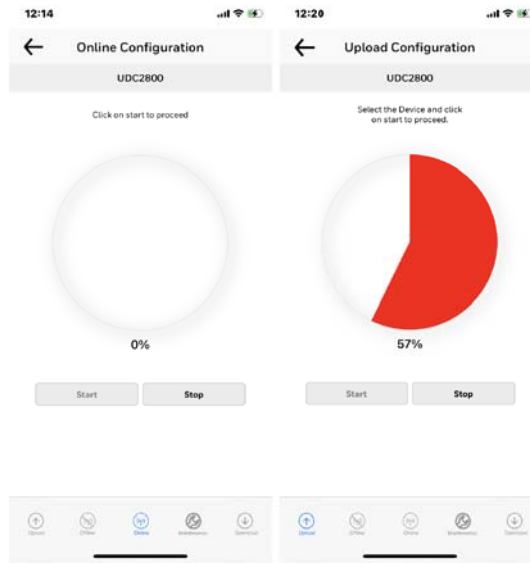 12:14
Online Configuration
UDC2800
Click on start to proceed
0%
Start
Stop
Upload
Offline
Online
Maintenance
Download
12:20
Upload Configuration
UDC2800
Select the Device and click
on start to proceed.
57%
Start
Stop
Upload
Offline
Online
Maintenance
Download